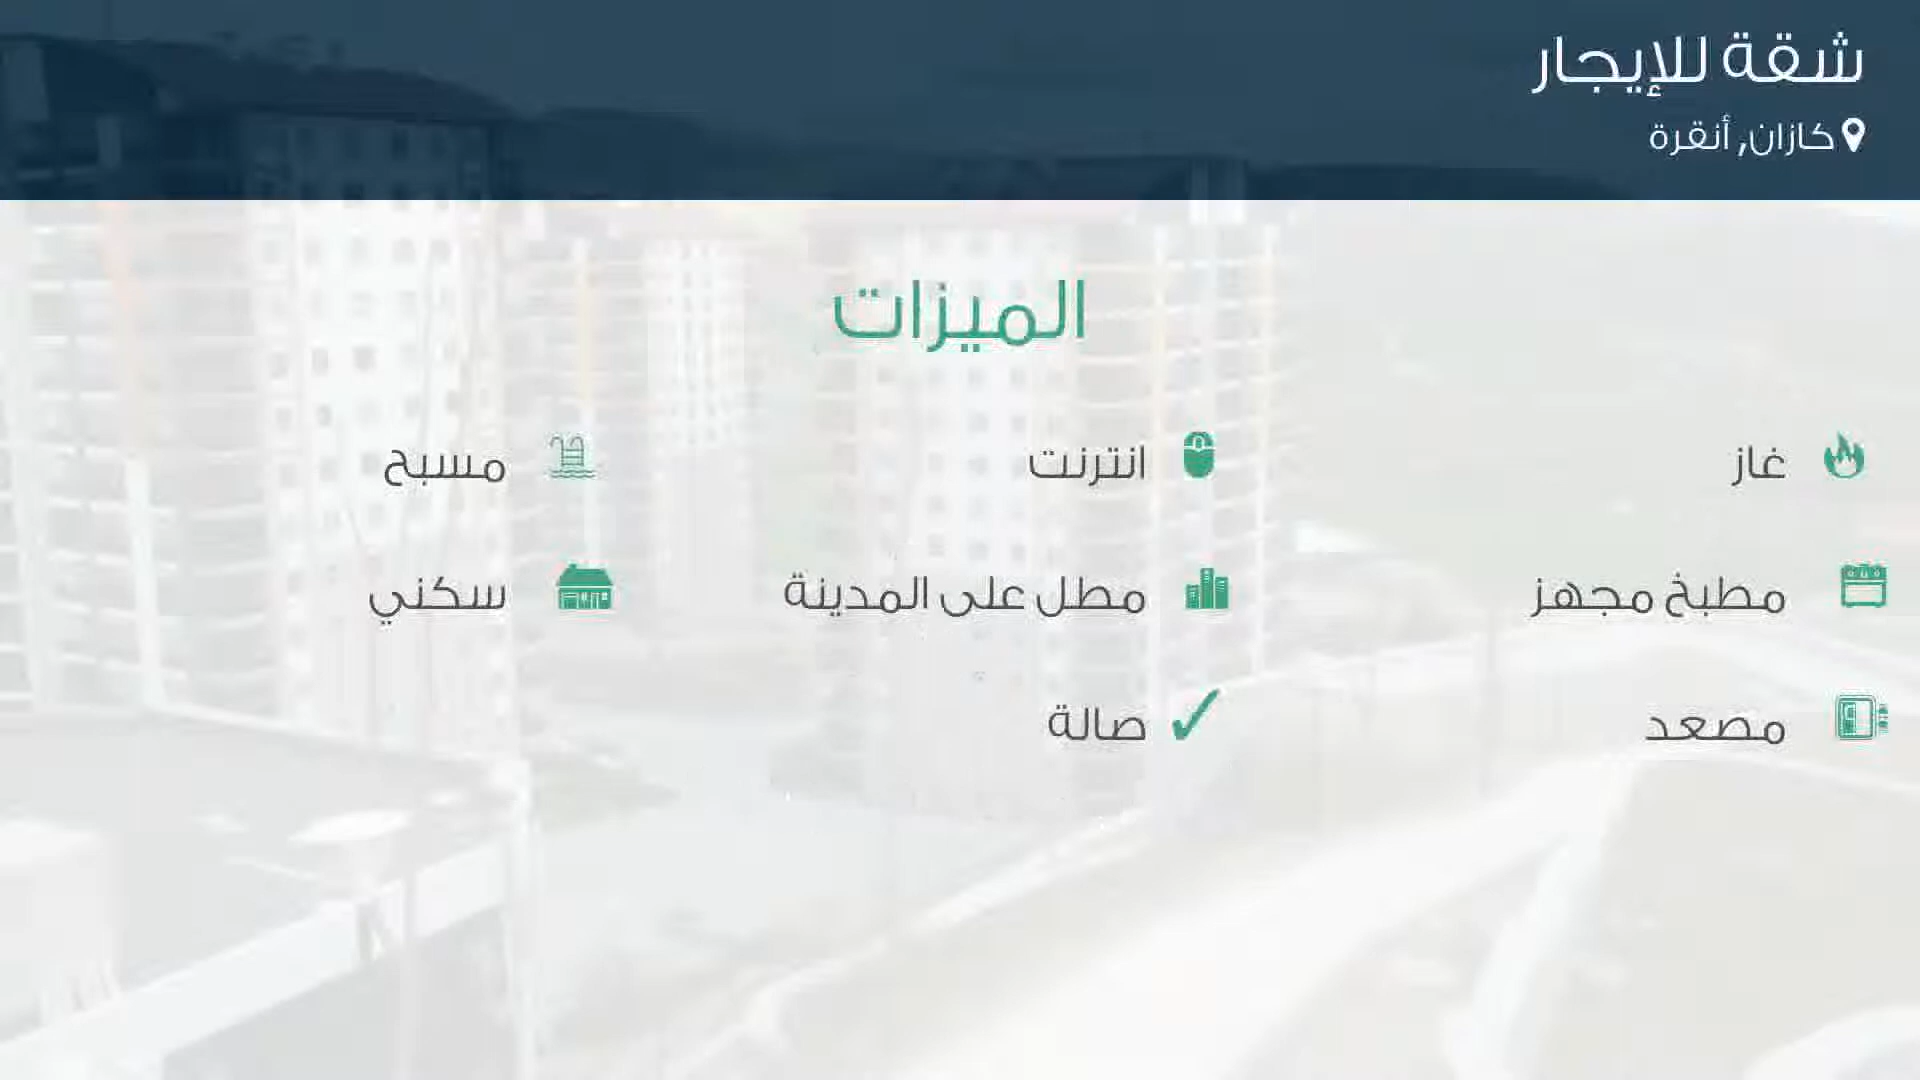 شقة للإيجار
كازان, أنقرة
الميزات
غاز
انترنت
مسبح
مطبخ مجهز
مطل على المدينة
سكني
مصعد
صالة